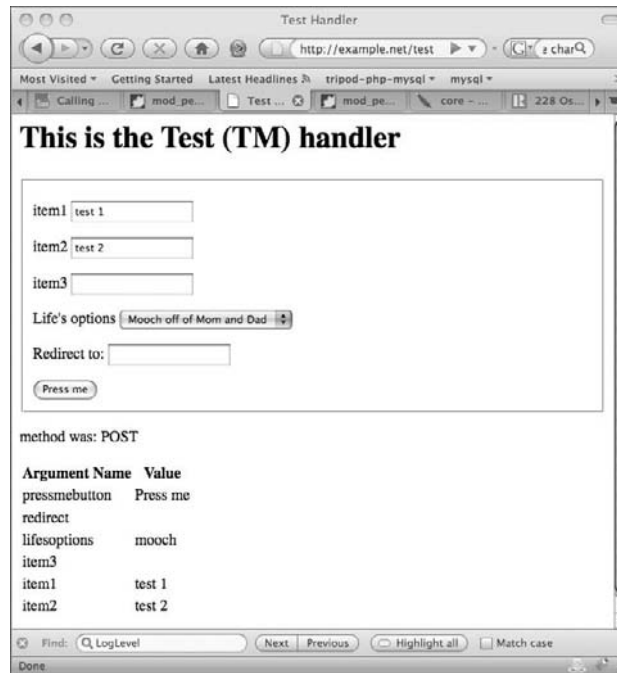 Test Handler
http://example.net/test
e charQ
Most Visited Getting Started Latest Headlines tripod-php-mysql mysql
Calling ... mod_pe... Test ... mod_pe... core - ... 228 Os...
This is the Test (TM) handler
item1 test 1
item2 test 2
item3
Life's options Mooch off of Mom and Dad
Redirect to:
Press me
method was: POST
Argument Name Value
pressmebutton Press me
redirect
lifesoptions mooch
item3
item1 test 1
item2 test 2
Find: LogLevel Next Previous Highlight all Match case
Done